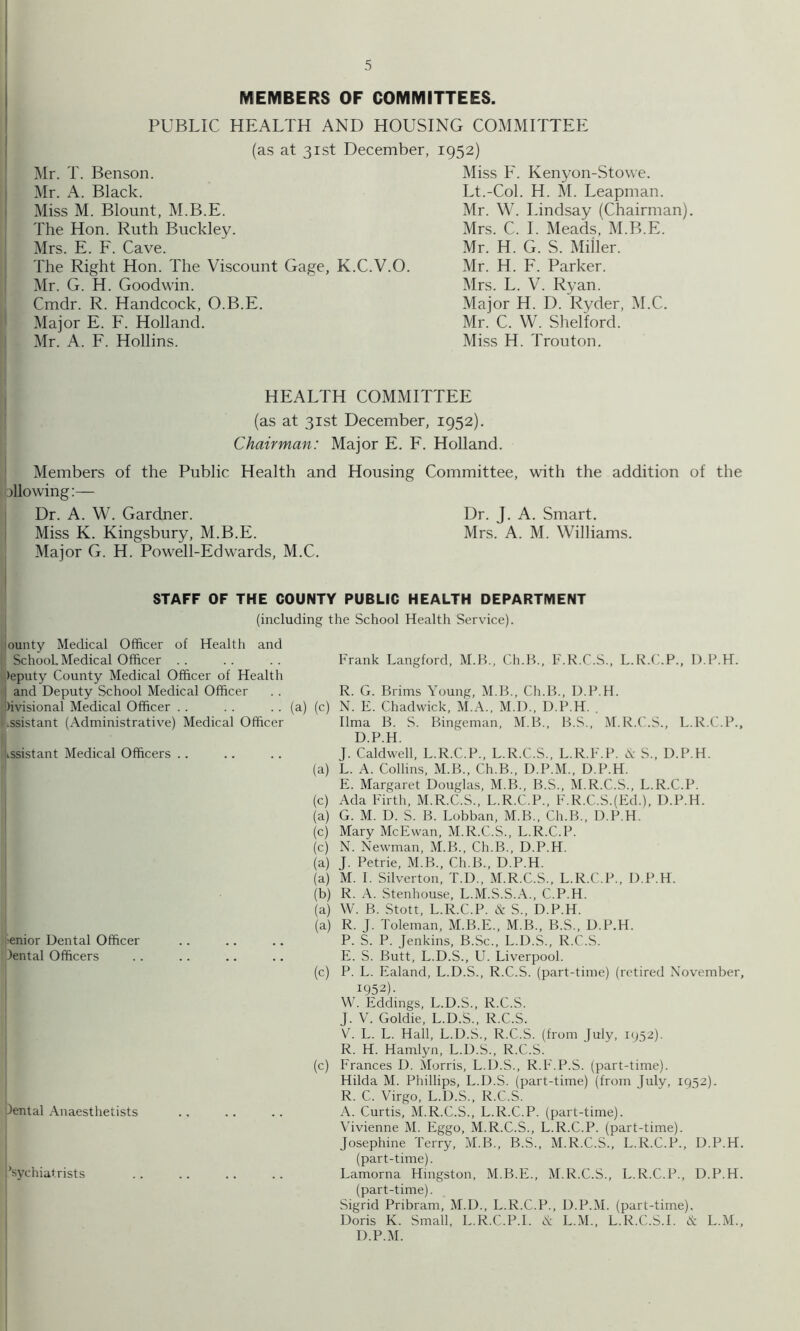 5
MEMBERS OF COMMITTEES.
PUBLIC HEALTH AND HOUSING COMMITTEE
(as at 31st December, 1952)
Mr. T. Benson.
Mr. A. Black.
Miss M. Blount, M.B.E.
The Hon. Ruth Buckley.
Mrs. E. F. Cave.
The Right Hon. The Viscount Gage, K.C.V.O.
Mr. G. H. Goodwin.
Cmdr. R. Handcock, O.B.E.
Major E. F. Holland.
Mr. A. F. Hollins.
Miss F. Kenyon-Stowe.
Lt.-Col. H. M. Leapman.
Mr. W. Lindsay (Chairman).
Mrs. C. I. Meads, M.B.E.
Mr. H. G. S. Miller.
Mr. H. F. Parker.
Mrs. L. V. Ryan.
Major H. D. Ryder, M.C.
Mr. C. W. Shelford.
Miss H. Trouton.
HEALTH COMMITTEE
(as at 31st December, 1952).
Chairman: Major E. F. Holland.
Members of the Public Health and Housing Committee, with the addition of the
ollowing:—
Dr. A. W. Gardner.
Miss K. Kingsbury, M.B.E.
Major G. H. Powell-Edwards, M.C.
Dr. J. A. Smart.
Mrs. A. M. Williams.
STAFF OF THE COUNTY PUBLIC HEALTH DEPARTMENT
(including the School Health Service).
ounty Medical Officer of Health and
School Medical Officer .. .. .. Frank Langford, M.B., Ch.B., F.R.C.S., L.R.C.P., D.P.H.
eputy County Medical Officer of Health
and Deputy School Medical Officer .. R. G. Brims Young, M.B., Ch.B., D.P.H.
ivisional Medical Officer .. .. .. (a) (c) N. E. Chadwick, M.A., M.D., D.P.H.
ssistant (Administrative) Medical Officer Ilma B. S. Bingeman, M.B., B.S., M.R.C.S., L.R.C.P.,
D.P.H.
ssistant Medical Officers .. .. .. J. Caldwell, L.R.C.P., L.R.C.S., L.R.F.P. & S., D.P.H.
(a) L. A. Collins, M.B., Ch.B., D.P.M., D.P.H.
E. Margaret Douglas, M.B., B.S., M.R.C.S., L.R.C.P.
(c) Ada Firth, M.R.C.S., L.R.C.P., F.R.C.S.(Ed.), D.P.H.
(a) G. M. D. S. B. Lobban, M.B., Ch.B., D.P.H.
(c) Mary McEwan, M.R.C.S., L.R.C.P.
(c) N. Newman, M.B., Ch.B., D.P.H.
(a) J. Petrie, M.B., Ch.B., D.P.H.
(a) M. I. Silverton, T.D., M.R.C.S., L.R.C.P., D.P.H.
(b) R. A. Stenhouse, L.M.S.S.A., C.P.H.
(a) W. B. Stott, L.R.C.P. & S., D.P.H.
(a) R. J. Toleman, M.B.E., M.B., B.S., D.P.H.
enior Dental Officer .. .. .. P. S. P. Jenkins, B.Sc., L.D.S., R.C.S.
Dental Officers .. .. .. .. E. S. Butt, L.D.S., U. Liverpool.
(c) P. L. Ealand, L.D.S., R.C.S. (part-time) (retired November,
1952).
W. Eddings, L.D.S., R.C.S.
J. V. Goldie, L.D.S., R.C.S.
V. L. L. Hall, L.D.S., R.C.S. (from July, 1952).
R. H. Hamlyn, L.D.S., R.C.S.
(c) Frances D. Morris, L.D.S., R.F.P.S. (part-time).
Hilda M. Phillips, L.D.S. (part-time) (from July, 1952).
R. C. Virgo, L.D.S., R.C.S.
Dental Anaesthetists .. .. .. A. Curtis, M.R.C.S., L.R.C.P. (part-time).
Vivienne M. Eggo, M.R.C.S., L.R.C.P. (part-time).
Josephine Terry, M.B., B.S., M.R.C.S., L.R.C.P., D.P.H.
(part-time).
Psychiatrists .. .. .. .. Lamorna Hingston, M.B.E., M.R.C.S., L.R.C.P., D.P.H.
(part-time).
Sigrid Pribram, M.D., L.R.C.P., D.P.M. (part-time).
Doris K. Small, L.R.C.P.I. & L.M., L.R.C.S.I. & L.M.,
D.P.M.